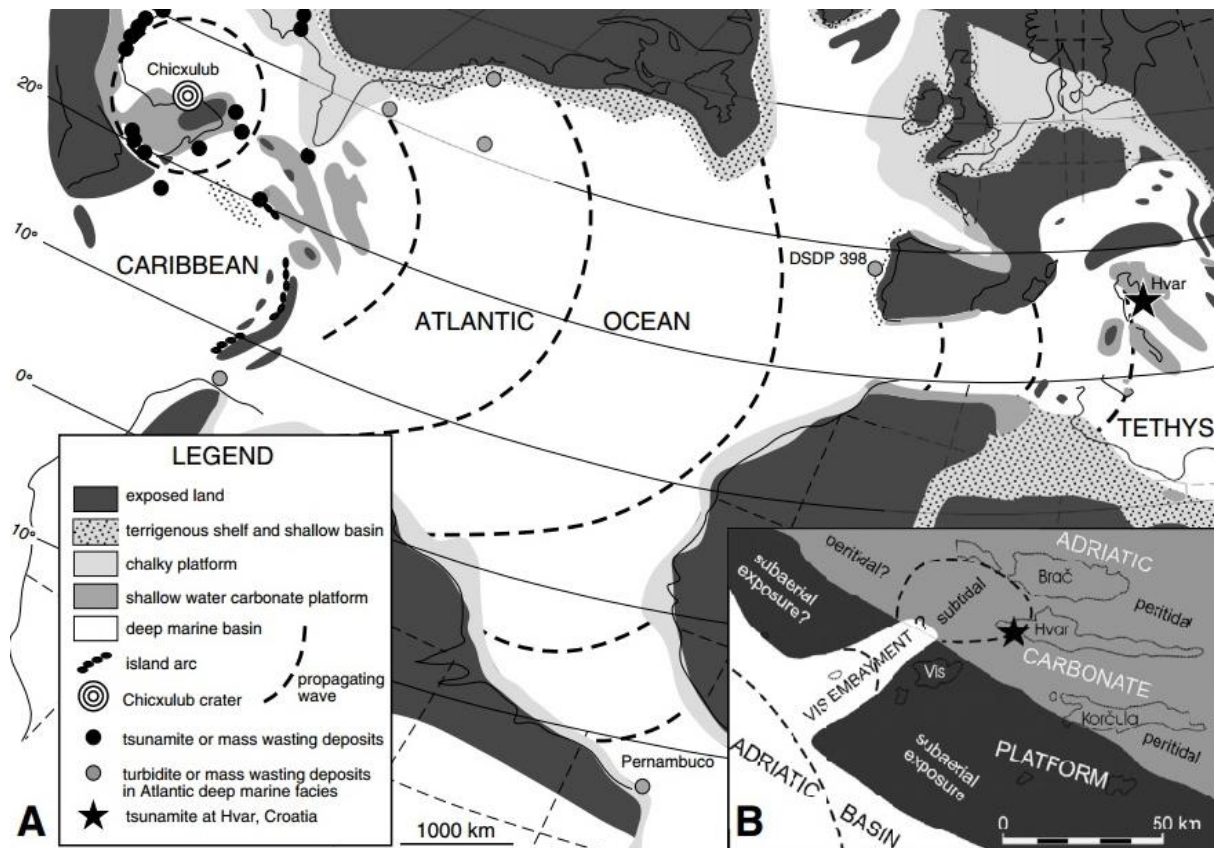 Chicxulub
20°
10°
0°
10°
CARIBBEAN
ATLANTIC
OCEAN
DSDP 398
Hvar
TETHYS
Pernambuco
1000 km
A
LEGEND
exposed land
terrigenous shelf and shallow basin
chalky platform
shallow water carbonate platform
deep marine basin
island arc
Chicxulub crater
propagating
wave
tsunamite or mass wasting deposits
turbidite or mass wasting deposits
in Atlantic deep marine facies
tsunamite at Hvar, Croatia
ADRIATIC
CARBONATE
PLATFORM
peritidal?
subaerial
exposure?
subtidal
Brač
peritidal
Hvar
?
VIS EMBAYMENT
Vis
Korčula
peritidal
subaerial
exposure
ADRIATIC
BASIN
B
0 50 km